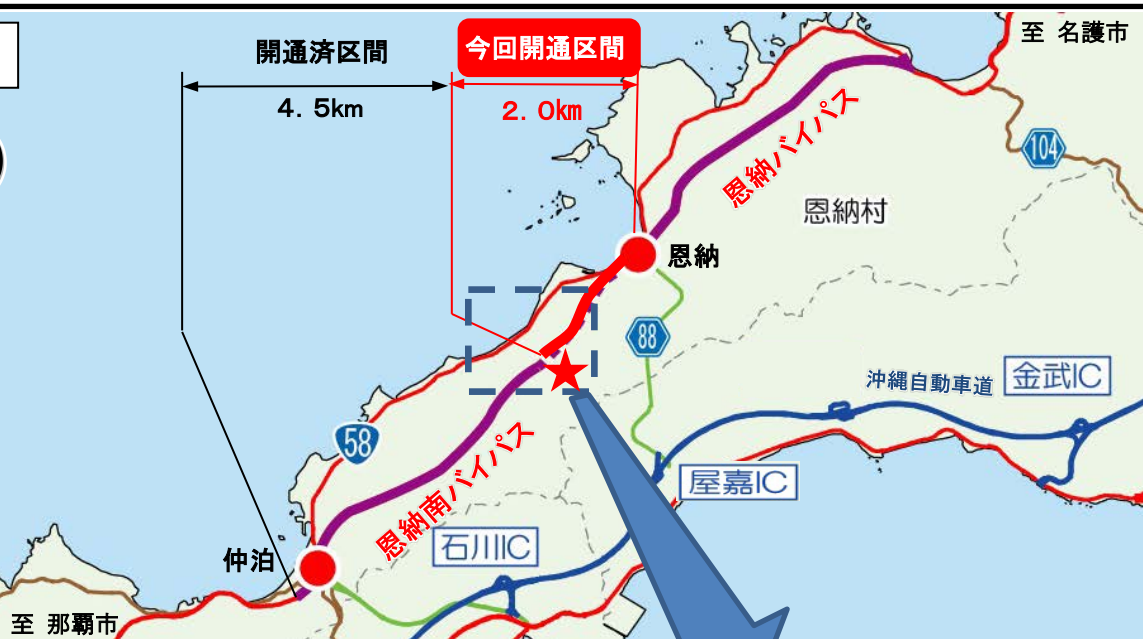 開通済区間
今回開通区間
至 名護市
4.5km
2.0km
恩納バイパス
104
恩納村
恩納
88
沖縄自動車道
金武IC
58
恩納南バイパス
屋嘉IC
石川IC
仲泊
至 那覇市